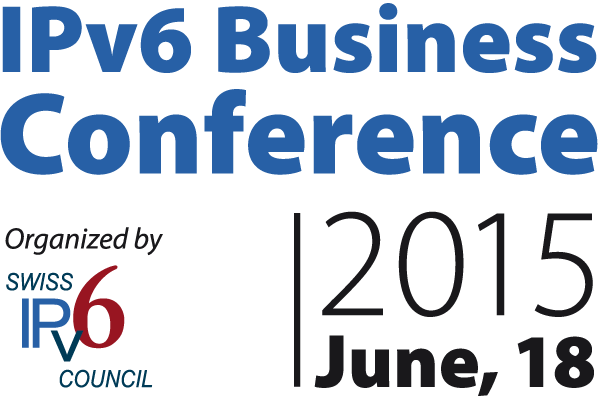 IPv6 Business
Conference
Organized by
SWISS
IPv6
COUNCIL
2015
June, 18